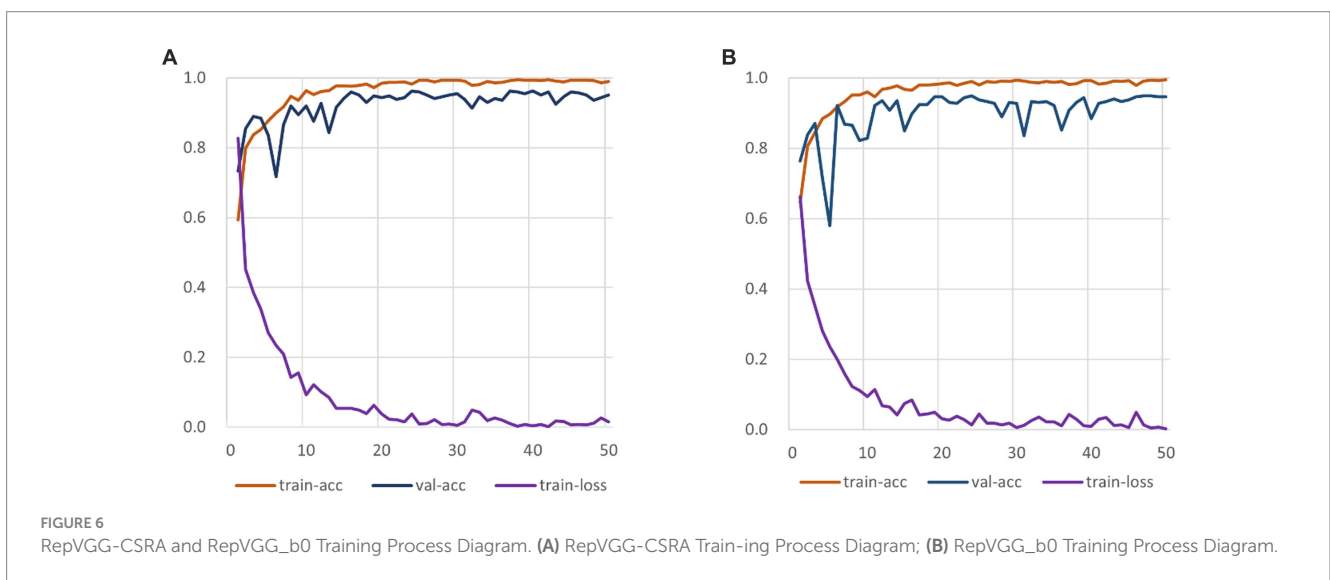 A
1.0
0.8
0.6
0.4
0.2
0.0
0 10 20 30 40 50
train-acc val-acc train-loss
B
1.0
0.8
0.6
0.4
0.2
0.0
0 10 20 30 40 50
train-acc val-acc train-loss
FIGURE 6
RepVGG-CSRA and RepVGG_b0 Training Process Diagram. (A) RepVGG-CSRA Train-ing Process Diagram; (B) RepVGG_b0 Training Process Diagram.